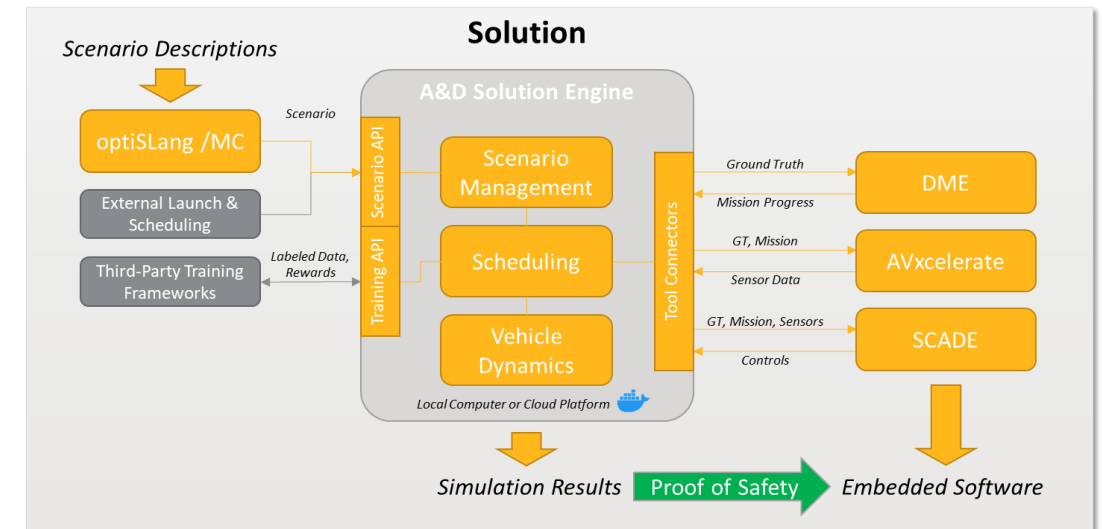 Solution
Scenario Descriptions
optiSLang /MC
External Launch &
Scheduling
Third-Party Training
Frameworks
Scenario
Labeled Data,
Rewards
A&D Solution Engine
Scenario API
Training API
Scenario
Management
Scheduling
Vehicle
Dynamics
Local Computer or Cloud Platform
Tool Connectors
Ground Truth
Mission Progress
GT, Mission
Sensor Data
GT, Mission, Sensors
Controls
DME
AVxcelerate
SCADE
Simulation Results
Proof of Safety
Embedded Software